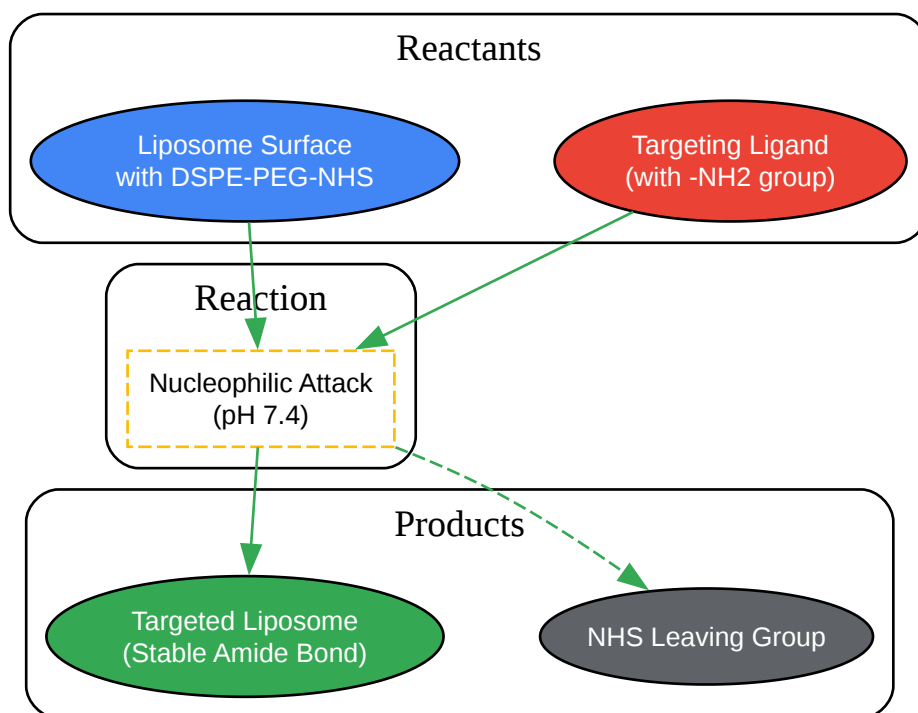 Reactants
Liposome Surface
with DSPE-PEG-NHS
Targeting Ligand
(with -NH2 group)
Reaction
Nucleophilic Attack
(pH 7.4)
Products
Targeted Liposome
(Stable Amide Bond)
NHS Leaving Group